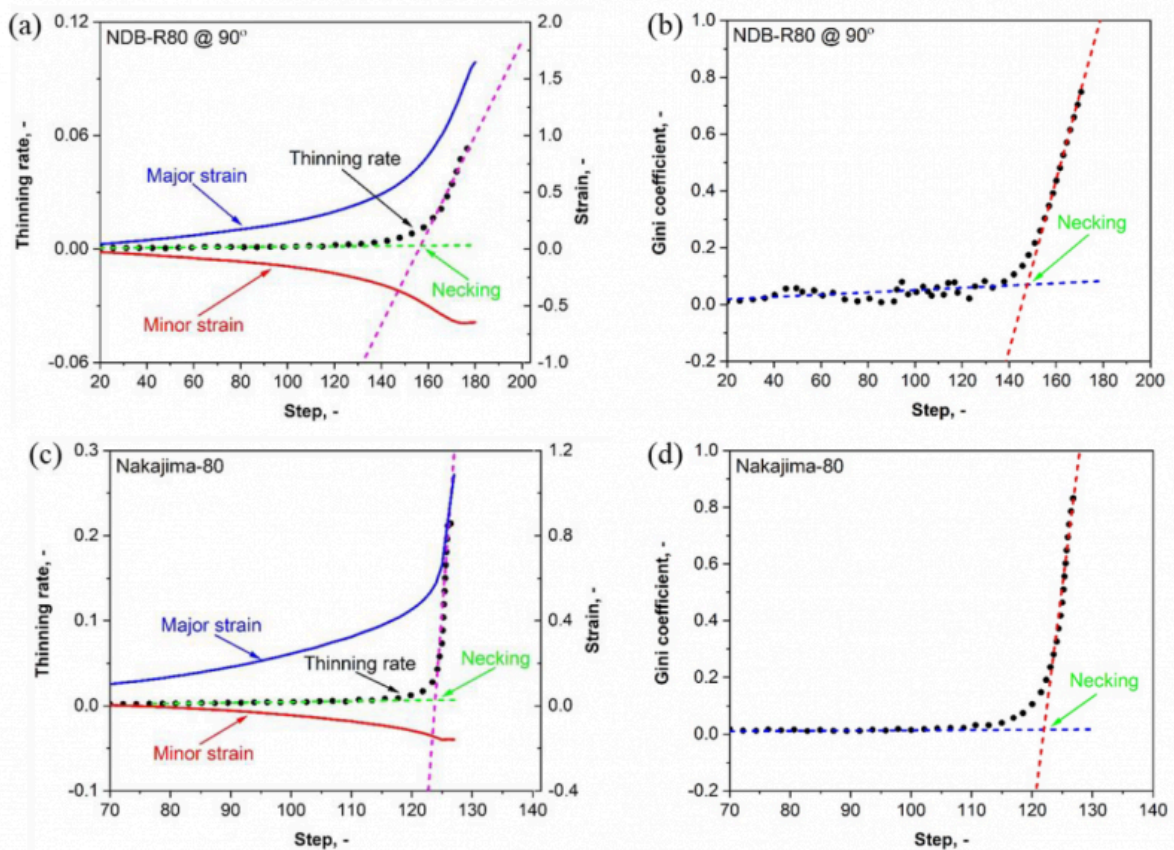 (a)
NDB-R80 @ 90°
Thinning rate, -
0.12
0.06
0.00
-0.06
2.0
1.5
1.0
0.5
0.0
-0.5
-1.0
Strain, -
Major strain
Thinning rate
Necking
Minor strain
20 40 60 80 100 120 140 160 180 200
Step, -
(b)
NDB-R80 @ 90°
Gini coefficient, -
1.0
0.8
0.6
0.4
0.2
0.0
-0.2
Necking
20 40 60 80 100 120 140 160 180 200
Step, -
(c)
Nakajima-80
Thinning rate, -
0.3
0.2
0.1
0.0
-0.1
1.2
0.8
0.4
0.0
-0.4
Strain, -
Major strain
Thinning rate
Necking
Minor strain
70 80 90 100 110 120 130 140
Step, -
(d)
Nakajima-80
Gini coefficient, -
1.0
0.8
0.6
0.4
0.2
0.0
-0.2
Necking
70 80 90 100 110 120 130 140
Step, -